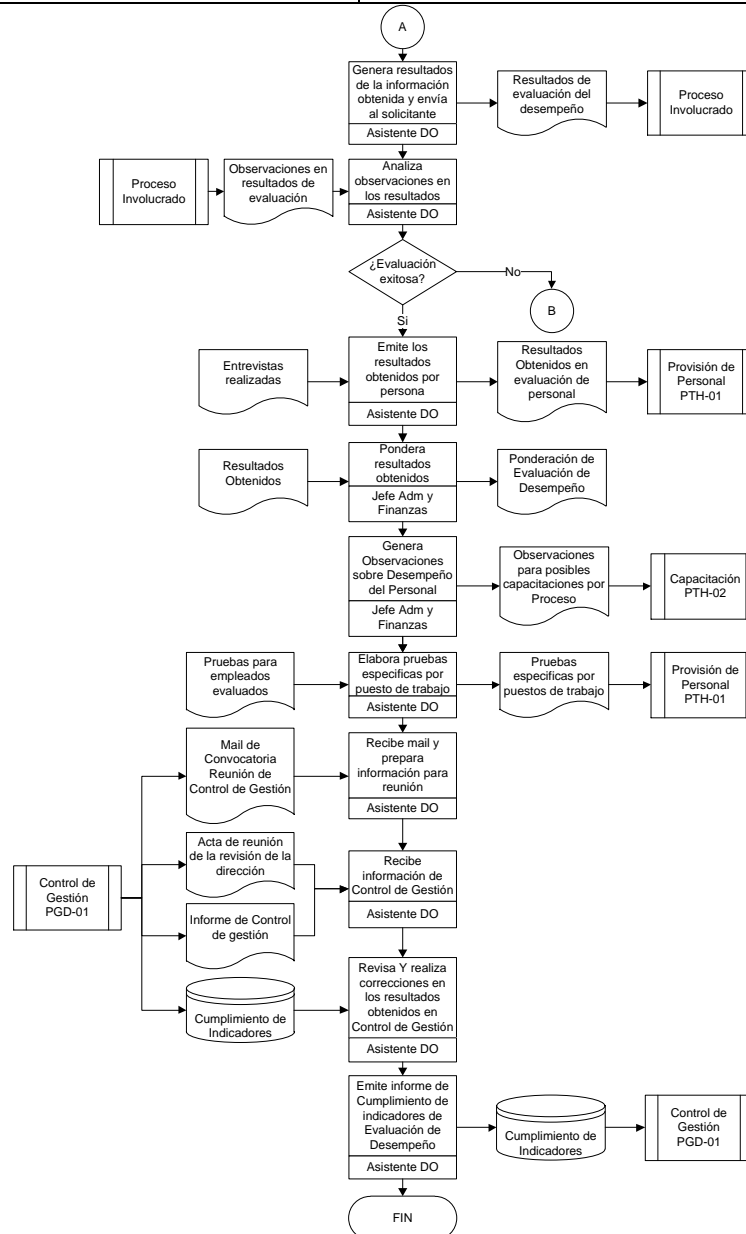 A
Genera resultados
de la información
obtenida y envía
al solicitante
Asistente DO
Resultados de
evaluación del
desempeño
Proceso
Involucrado
Proceso
Involucrado
Observaciones en
resultados de
evaluación
Analiza
observaciones en
los resultados
Asistente DO
¿Evaluación
exitosa?
No
B
Si
Entrevistas
realizadas
Emite los
resultados
obtenidos por
persona
Asistente DO
Resultados
Obtenidos en
evaluación de
personal
Provisión de
Personal
PTH-01
Resultados
Obtenidos
Pondera
resultados
obtenidos
Jefe Adm y
Finanzas
Ponderación de
Evaluación de
Desempeño
Genera
Observaciones
sobre Desempeño
del Personal
Jefe Adm y
Finanzas
Observaciones
para posibles
capacitaciones por
Proceso
Capacitación
PTH-02
Pruebas para
empleados
evaluados
Elabora pruebas
especificas por
puesto de trabajo
Asistente DO
Pruebas
especificas por
puestos de trabajo
Provisión de
Personal
PTH-01
Mail de
Convocatoria
Reunión de
Control de Gestión
Recibe mail y
prepara
información para
reunión
Asistente DO
Control de
Gestión
PGD-01
Acta de reunión
de la revisión de la
dirección
Informe de Control
de gestión
Recibe
información de
Control de Gestión
Asistente DO
Cumplimiento de
Indicadores
Revisa Y realiza
correcciones en
los resultados
obtenidos en
Control de Gestión
Asistente DO
Emite informe de
Cumplimiento de
indicadores de
Evaluación de
Desempeño
Asistente DO
Cumplimiento de
Indicadores
Control de
Gestión
PGD-01
FIN